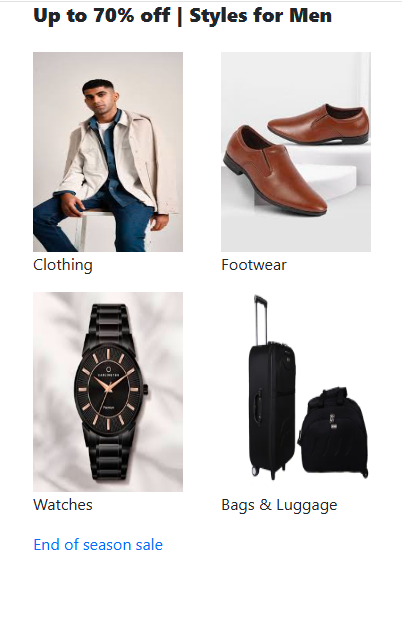 Up to 70% off | Styles for Men
Clothing
Footwear
Watches
Bags & Luggage
End of season sale